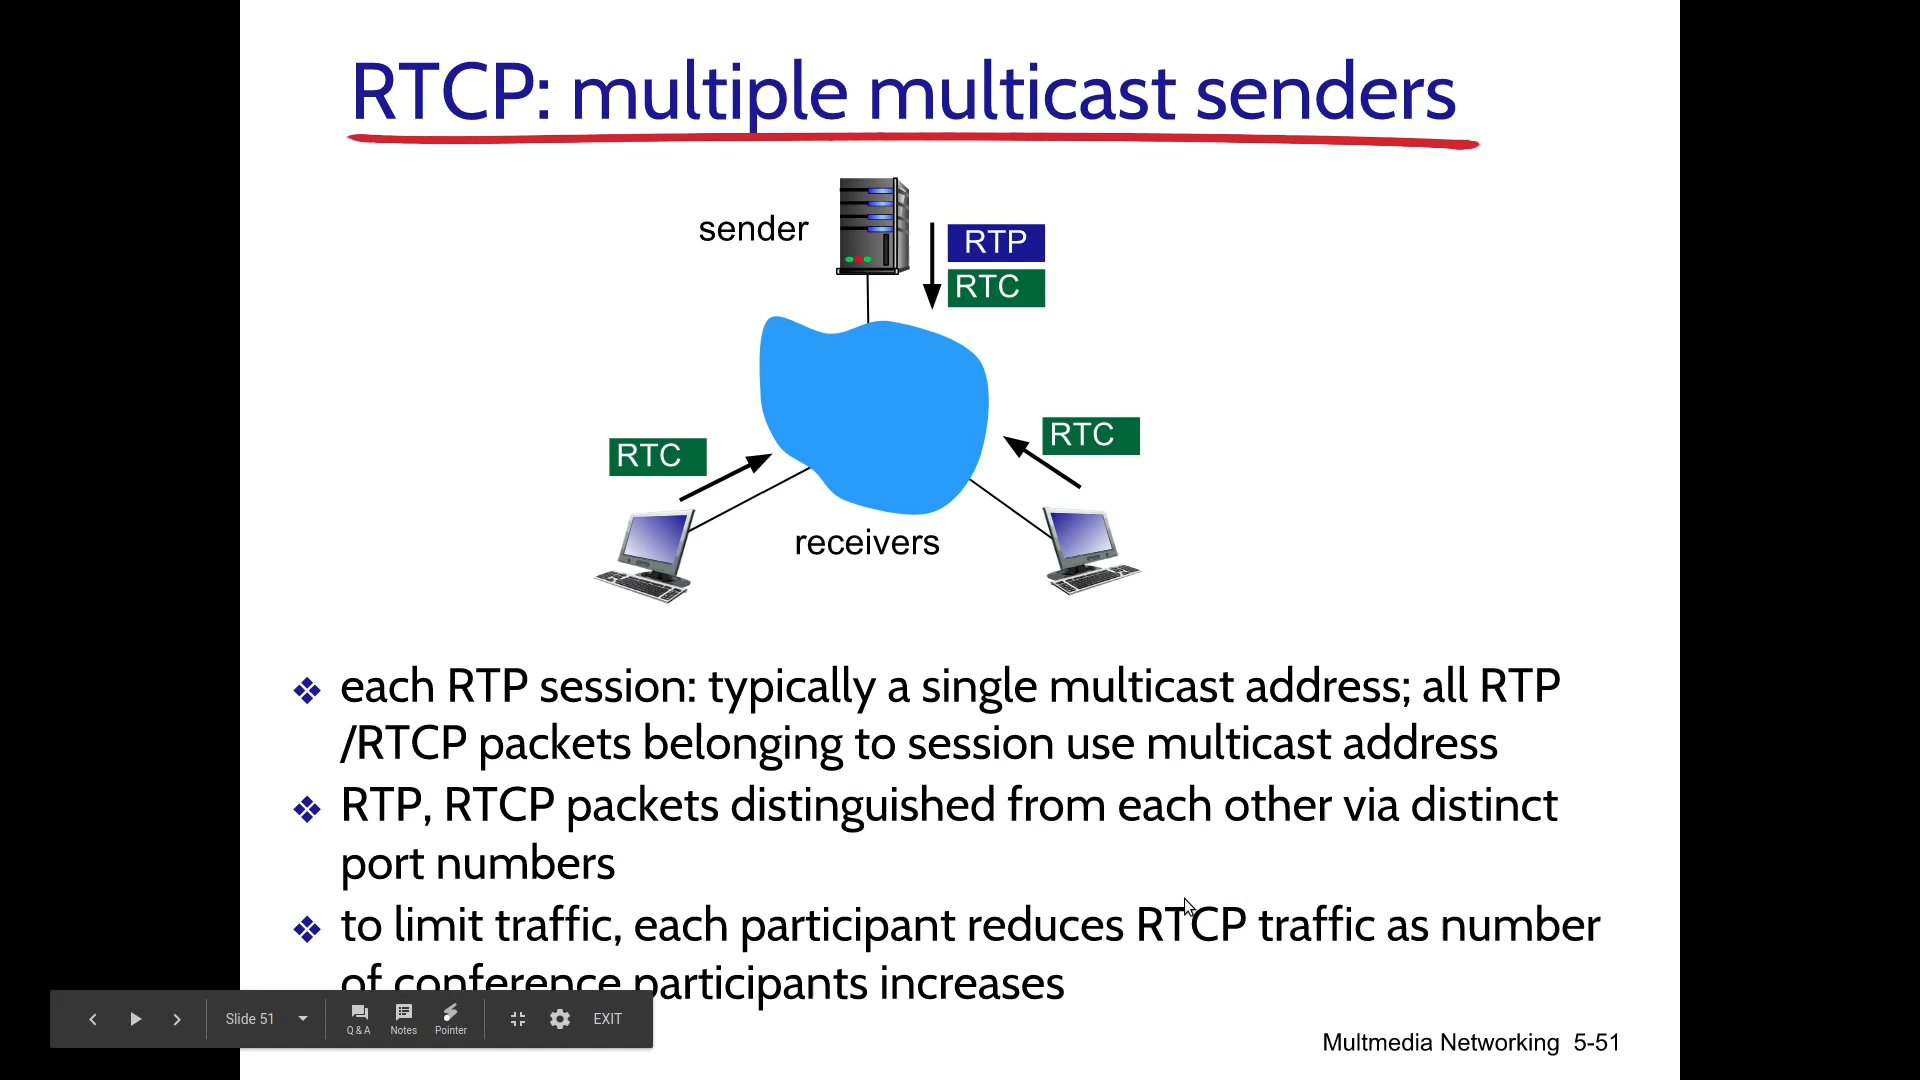 RTCP: multiple multicast senders
sender
RTP
RTC
RTC
RTC
receivers
each RTP session: typically a single multicast address; all RTP
/RTCP packets belonging to session use multicast address
RTP, RTCP packets distinguished from each other via distinct
port numbers
to limit traffic, each participant reduces RTCP traffic as number
of conference participants increases
Slide 51
Q & A
Notes
Pointer
EXIT
Multmedia Networking 5-51